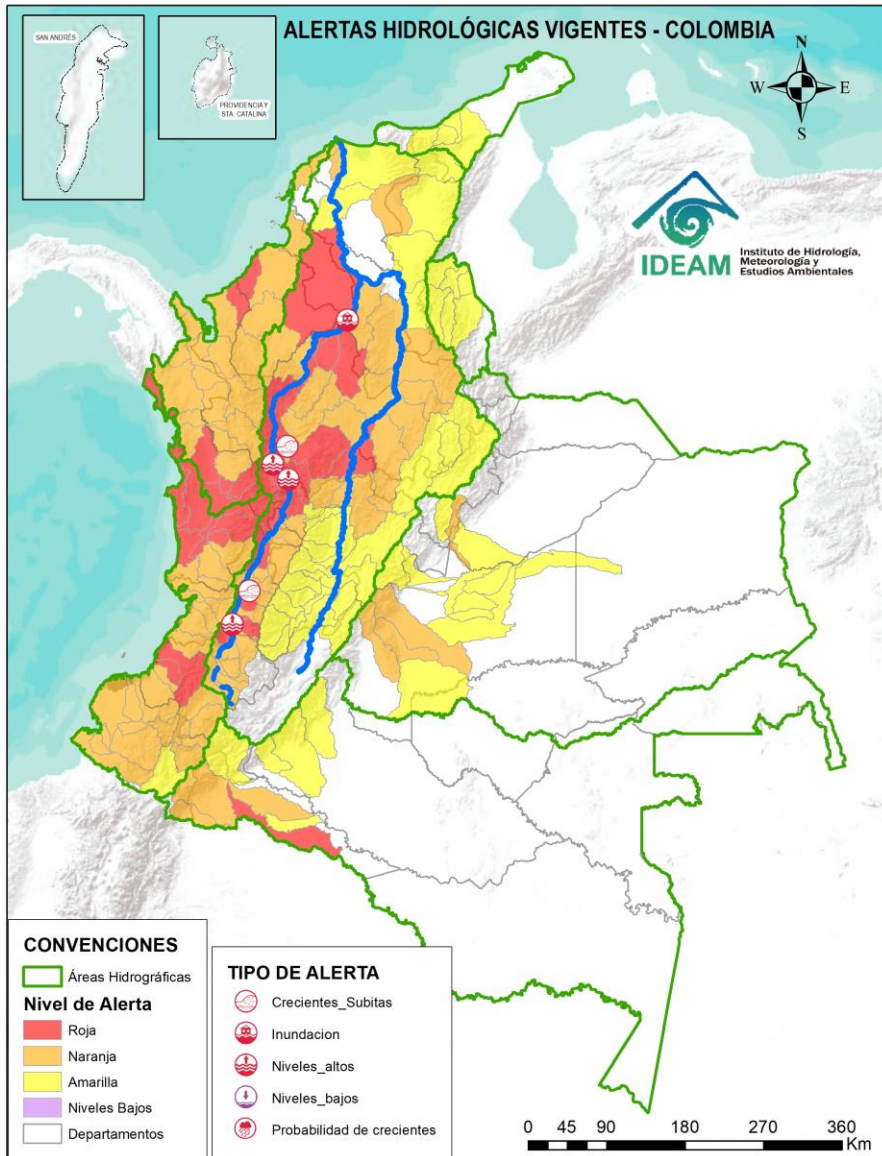 ALERTAS HIDROLÓGICAS VIGENTES - COLOMBIA
SAN ANDRÉS
PROVIDENCIA Y
STA. CATALINA
N
W
E
S
IDEAM
Instituto de Hidrología,
Meteorología y
Estudios Ambientales
CONVENCIONES
Áreas Hidrográficas
Nivel de Alerta
Roja
Naranja
Amarilla
Niveles Bajos
Departamentos
TIPO DE ALERTA
Crecientes_Subitas
Inundacion
Niveles_altos
Niveles_bajos
Probabilidad de crecientes
0 45 90 180 270 360
Km